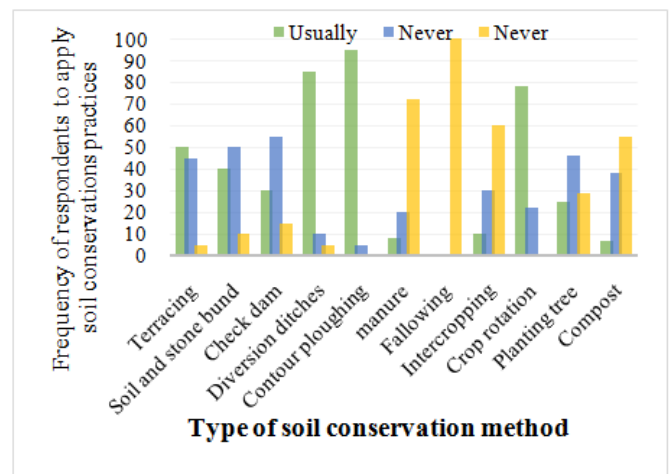 Usually Never Never
Frequency of respondents to apply
soil conservations practices
100
90
80
70
60
50
40
30
20
10
0
Terracing
Soil and stone bund
Check dam
Diversion ditches
Contour ploughing
manure
Fallowing
Intercropping
Crop rotation
Planting tree
Compost
Type of soil conservation method